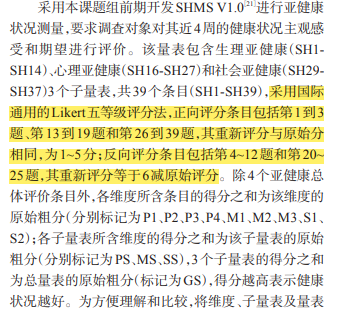 采用本课题组前期开发SHMS V1.0[21]进行亚健康
状况测量，要求调查对象对其近4周的健康状况主观感
受和期望进行评价。该量表包含生理亚健康(SH1-
SH14)、心理亚健康(SH16-SH27)和社会亚健康(SH29-
SH37)3个子量表，共39个条目(SH1-SH39)，采用国际
通用的Likert五等级评分法，正向评分条目包括第1到3
题、第13到19题和第26到39题，其重新评分与原始分
相同，为1~5分；反向评分条目包括第4~12题和第20~
25题，其重新评分等于6减原始评分。除4个亚健康总
体评价条目外，各维度所含条目的得分之和为该维度的
原始粗分(分别标记为P1、P2、P3、P4、M1、M2、M3、S1、
S2)；各子量表所含维度的得分之和为该子量表的原始
粗分(分别标记为PS、MS、SS)，3个子量表的得分之和
为总量表的原始粗分(标记为GS)，得分越高表示健康
状况越好。为方便理解和比较，将维度、子量表及量表